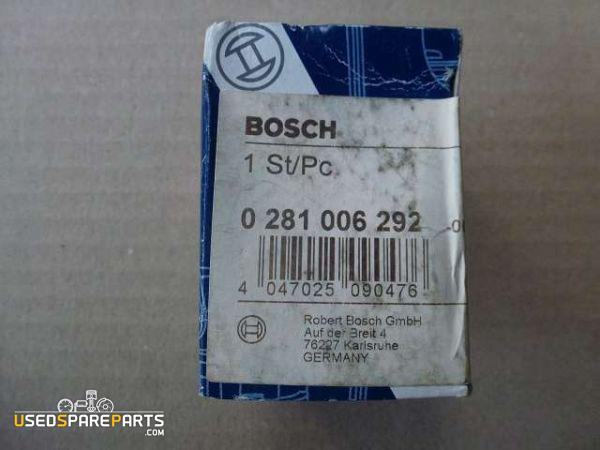 BOSCH
1 St/Pc
0 281 006 292
4 047025 090476
Robert Bosch GmbH
Auf der Breit 4
76227 Karlsruhe
GERMANY
USEDSPAREPARTS
.COM